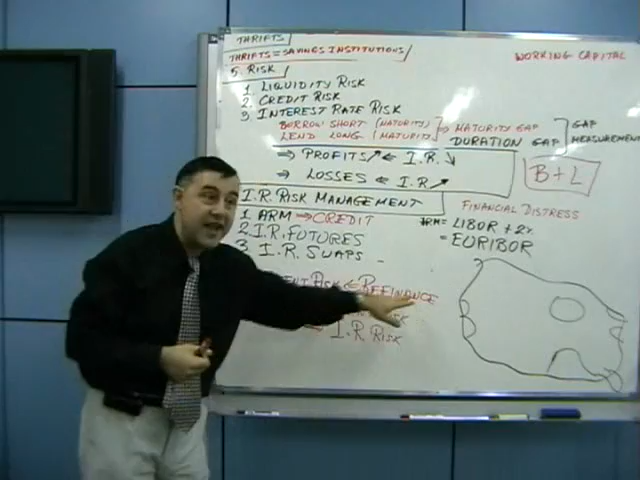 THRIFTS
THRIFTS = SAVINGS INSTITUTIONS
WORKING CAPITAL
5. RISK
1. LIQUIDITY RISK
2. CREDIT RISK
3. INTEREST RATE RISK
BORROW SHORT (MATURITY)
LEND LONG (MATURITY)
⇒ MATURITY GAP
DURATION GAP
GAP
MEASUREMENT
⇒ PROFITS ↗ ⇐ I.R. ↘
⇒ LOSSES ⇐ I.R ↗
B + L
I.R. RISK MANAGEMENT
1 ARM ⇒ CREDIT
2. I.R. FUTURES
3 I.R. SWAPS
FINANCIAL DISTRESS
ARM = LIBOR + 2%
= EURIBOR
RISK ⇐ REFINANCE
RISK
I.R RISK